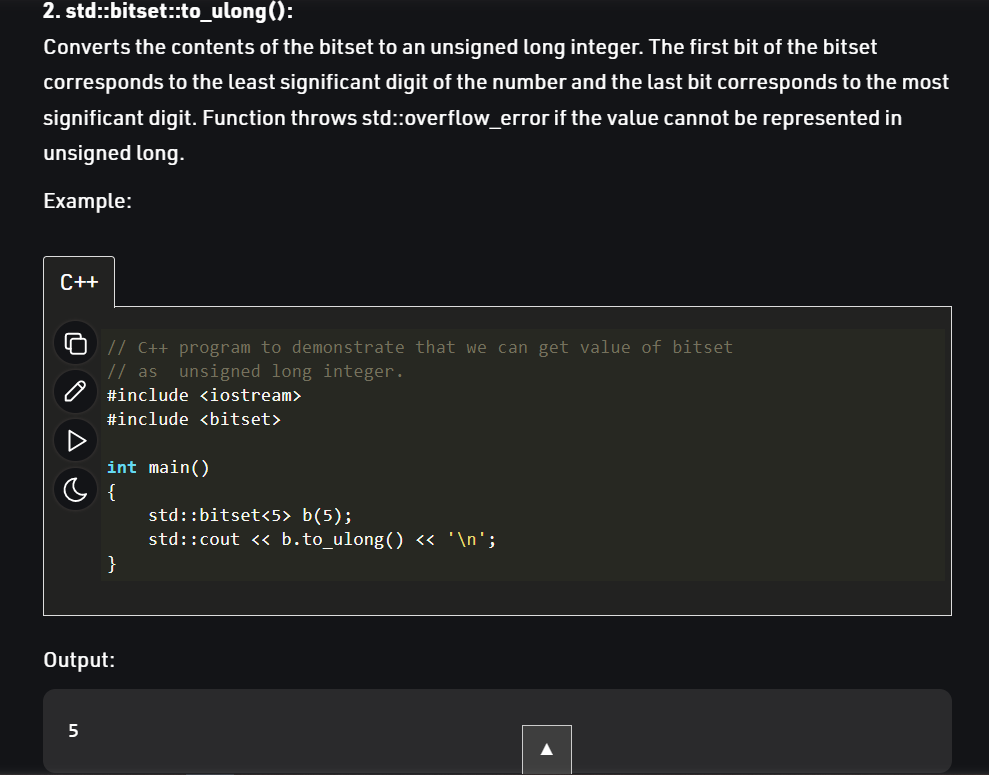 2. std::bitset::to_ulong():
Converts the contents of the bitset to an unsigned long integer. The first bit of the bitset
corresponds to the least significant digit of the number and the last bit corresponds to the most
significant digit. Function throws std::overflow_error if the value cannot be represented in
unsigned long.
Example:
C++
// C++ program to demonstrate that we can get value of bitset
// as  unsigned long integer.
#include <iostream>
#include <bitset>
int main()
{
    std::bitset<5> b(5);
    std::cout << b.to_ulong() << '\n';
}
Output:
5